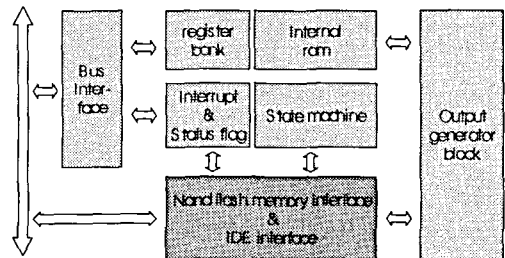 register
bank
Internal
ram
Bus
Inter-
face
Interrupt
&
Status flag
State machine
Output
generator
block
Nand flash memory interface
&
IDE interface